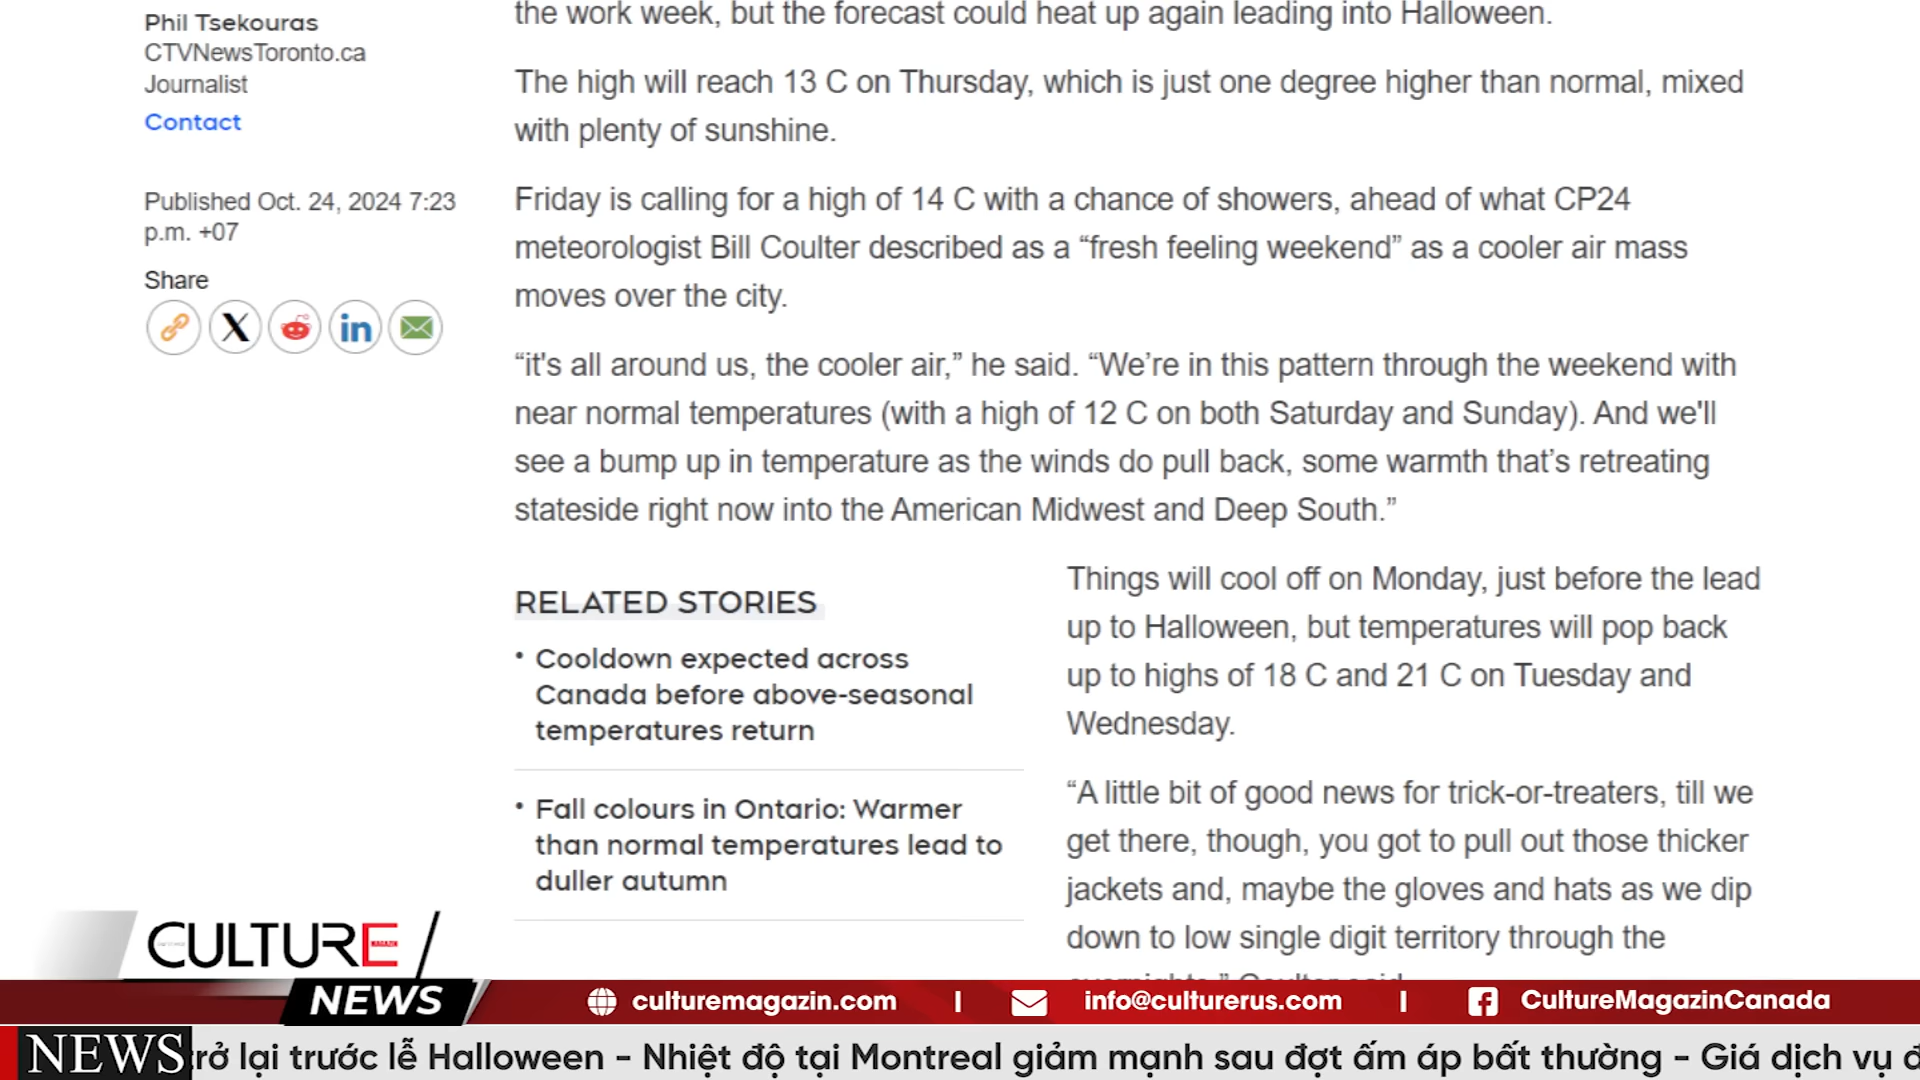 Phil Tsekouras
CTVNewsToronto.ca
Journalist
Contact
Published Oct. 24, 2024 7:23
p.m. +07
Share
the work week, but the forecast could heat up again leading into Halloween.
The high will reach 13 C on Thursday, which is just one degree higher than normal, mixed
with plenty of sunshine.
Friday is calling for a high of 14 C with a chance of showers, ahead of what CP24
meteorologist Bill Coulter described as a “fresh feeling weekend” as a cooler air mass
moves over the city.
“it's all around us, the cooler air,” he said. “We’re in this pattern through the weekend with
near normal temperatures (with a high of 12 C on both Saturday and Sunday). And we'll
see a bump up in temperature as the winds do pull back, some warmth that’s retreating
stateside right now into the American Midwest and Deep South.”
RELATED STORIES
• Cooldown expected across
Canada before above-seasonal
temperatures return
• Fall colours in Ontario: Warmer
than normal temperatures lead to
duller autumn
Things will cool off on Monday, just before the lead
up to Halloween, but temperatures will pop back
up to highs of 18 C and 21 C on Tuesday and
Wednesday.
“A little bit of good news for trick-or-treaters, till we
get there, though, you got to pull out those thicker
jackets and, maybe the gloves and hats as we dip
down to low single digit territory through the
CULTURE
NEWS
culturemagazin.com | info@culturerus.com | CultureMagazinCanada
NEWS trở lại trước lễ Halloween - Nhiệt độ tại Montreal giảm mạnh sau đợt ấm áp bất thường - Giá dịch vụ